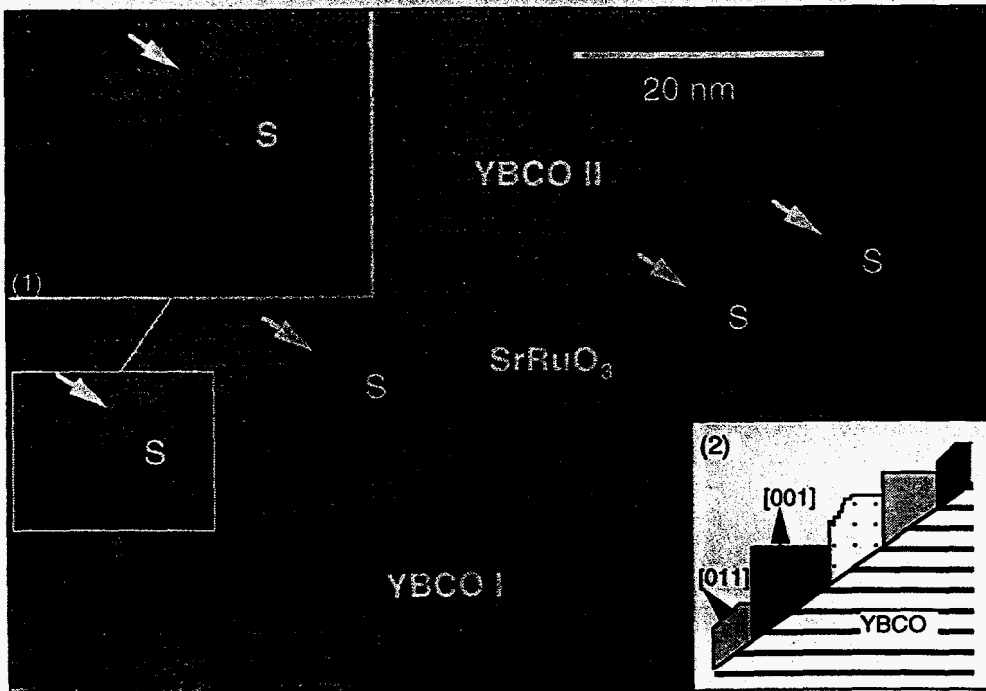 S
20 nm
YBCO II
(1)
S
S
SrRuO₃
S
S
(2)
[001]
[011]
YBCO
YBCO I